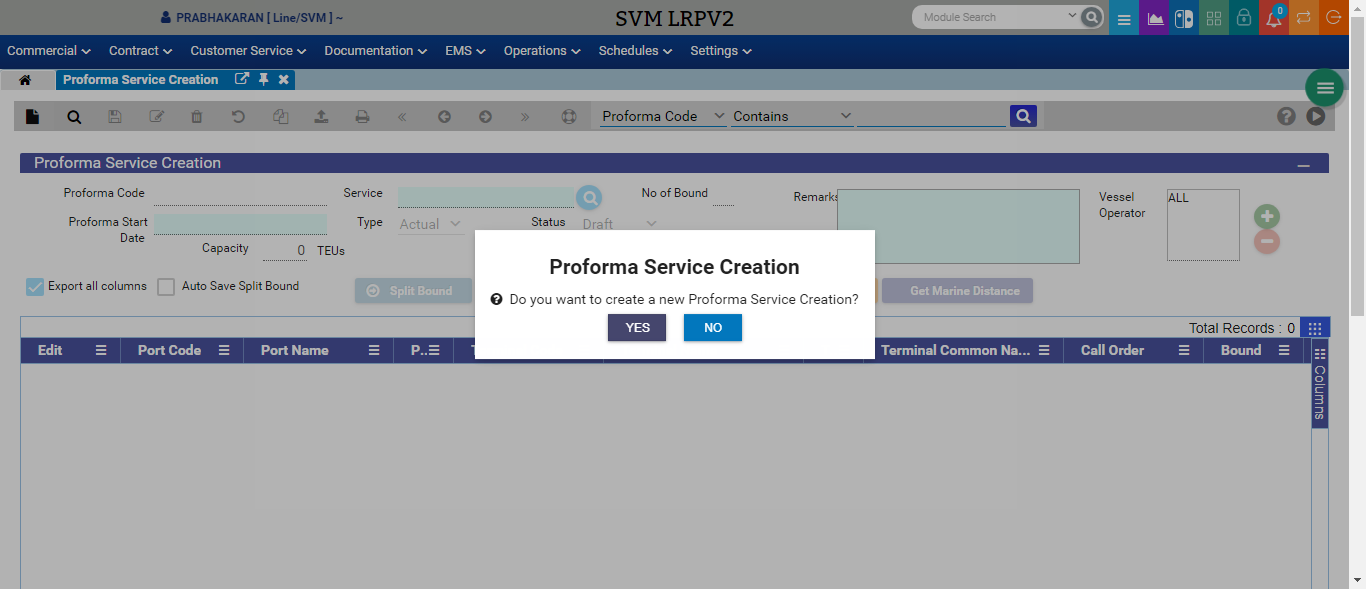 PRABHAKARAN [ Line/SVM ] ~
SVM LRPV2
Module Search
0
Commercial Contract Customer Service Documentation EMS Operations Schedules Settings
Proforma Service Creation
Proforma Code Contains
Proforma Service Creation
Proforma Code Service No of Bound Remarks Vessel Operator ALL
Proforma Start Date Type Actual Status Draft
Capacity 0 TEUs
Proforma Service Creation
Export all columns Auto Save Split Bound Split Bound Get Marine Distance
Do you want to create a new Proforma Service Creation?
YES NO
Total Records : 0
Edit Port Code Port Name P.. Terminal Common Na... Call Order Bound
Columns